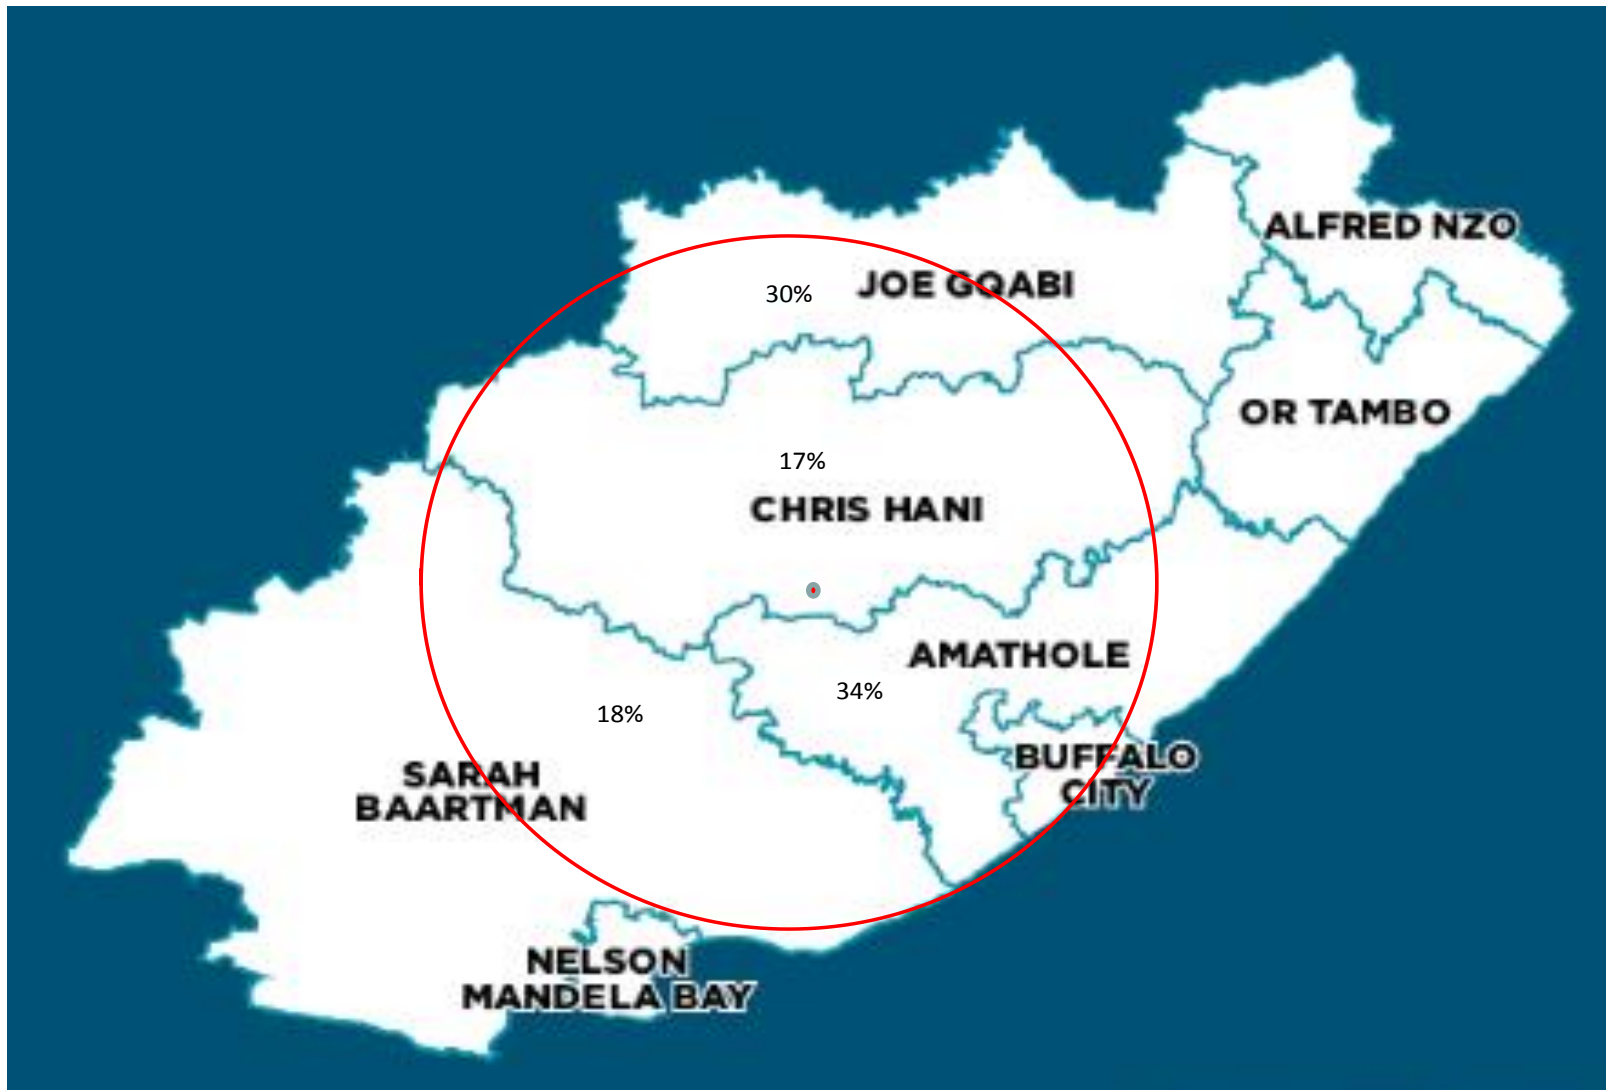 ALFRED NZO
JOE GQABI
30%
OR TAMBO
17%
CHRIS HANI
AMATHOLE
34%
18%
BUFFALO
CITY
SARAH
BAARTMAN
NELSON
MANDELA BAY